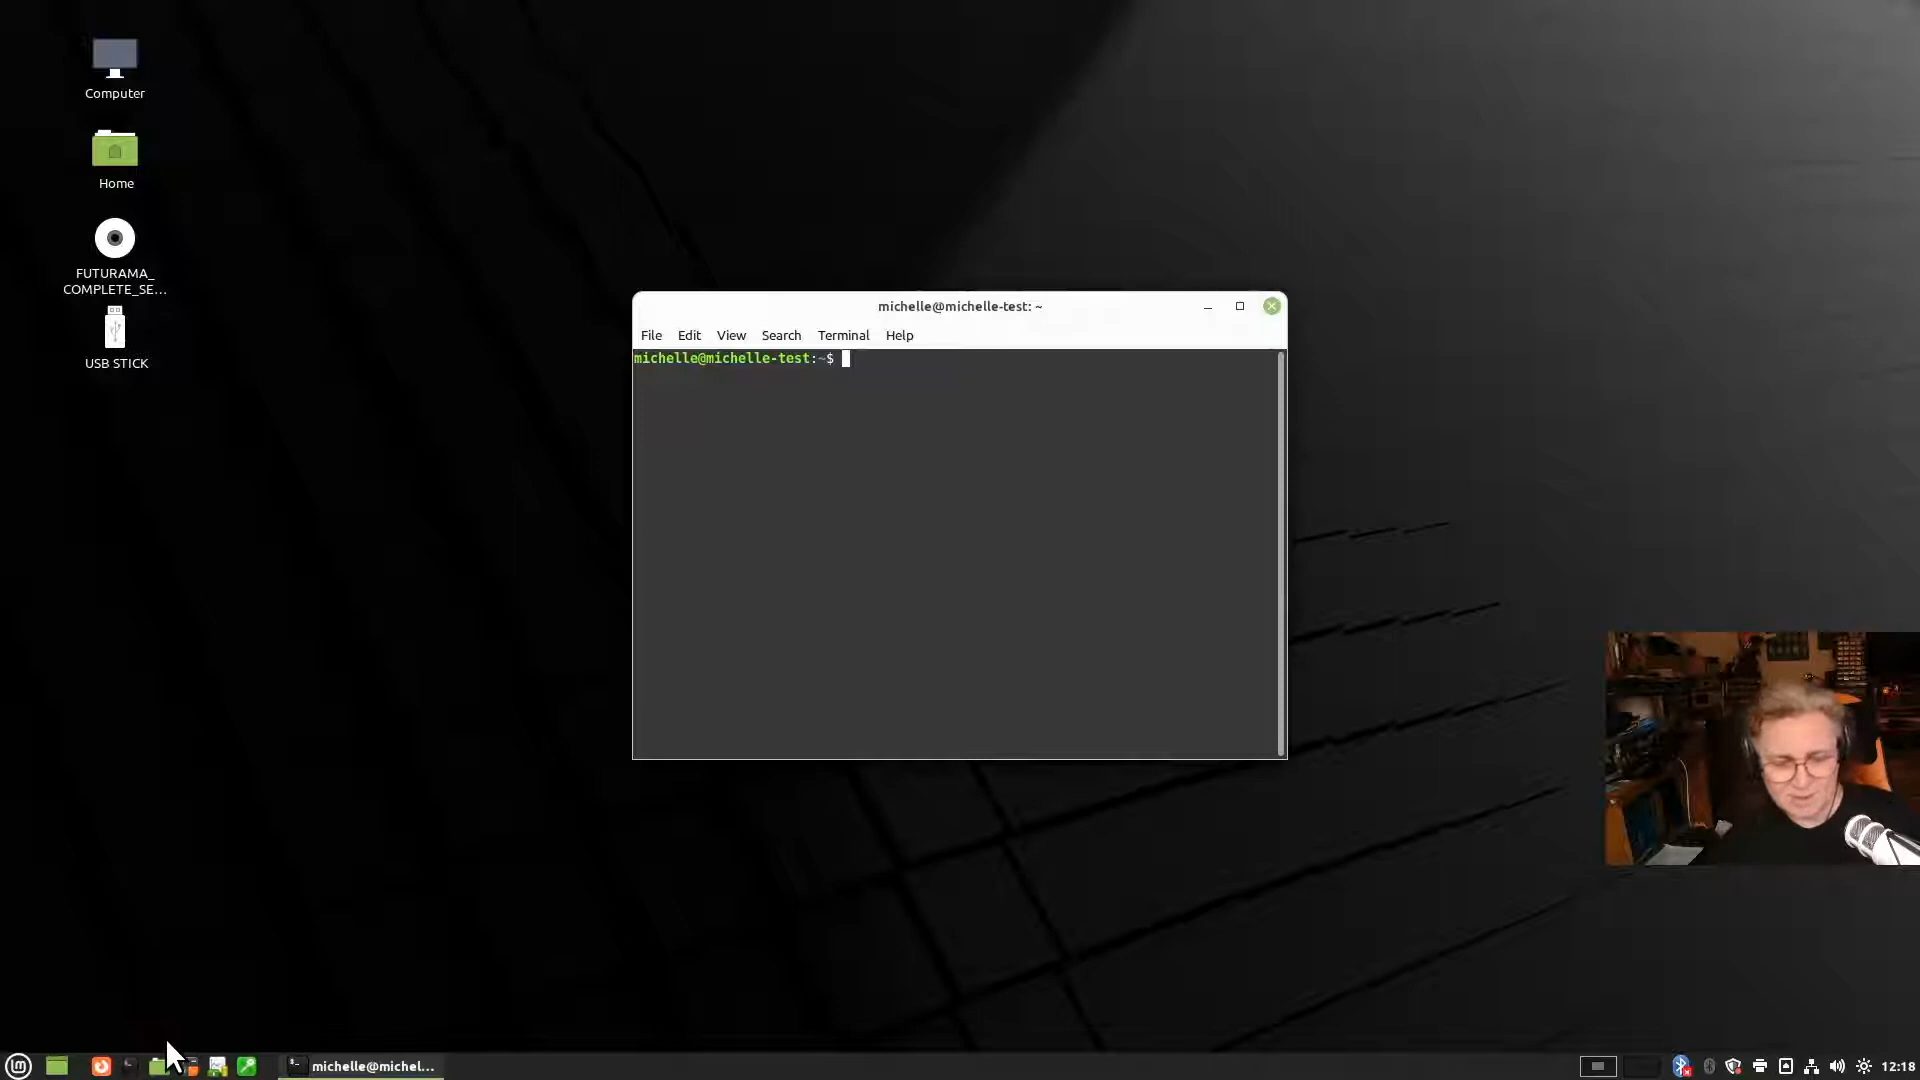 Computer
Home
FUTURAMA_
COMPLETE_SE...
USB STICK
michelle@michelle-test: ~
File Edit View Search Terminal Help
michelle@michelle-test:~$
michelle@michel...
12:18